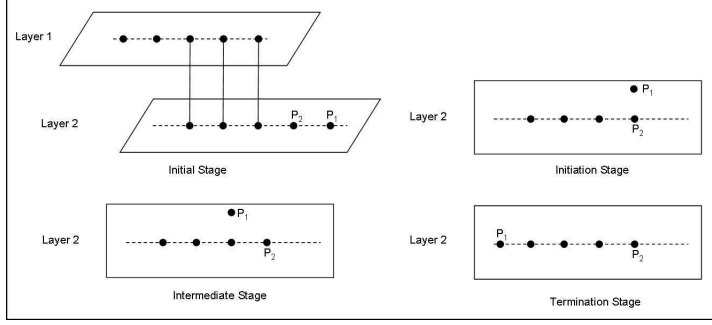 Layer 1
Layer 2
P2 P1
Initial Stage
Layer 2
P1
P2
Initiation Stage
Layer 2
P1
P2
Intermediate Stage
Layer 2
P1
P2
Termination Stage